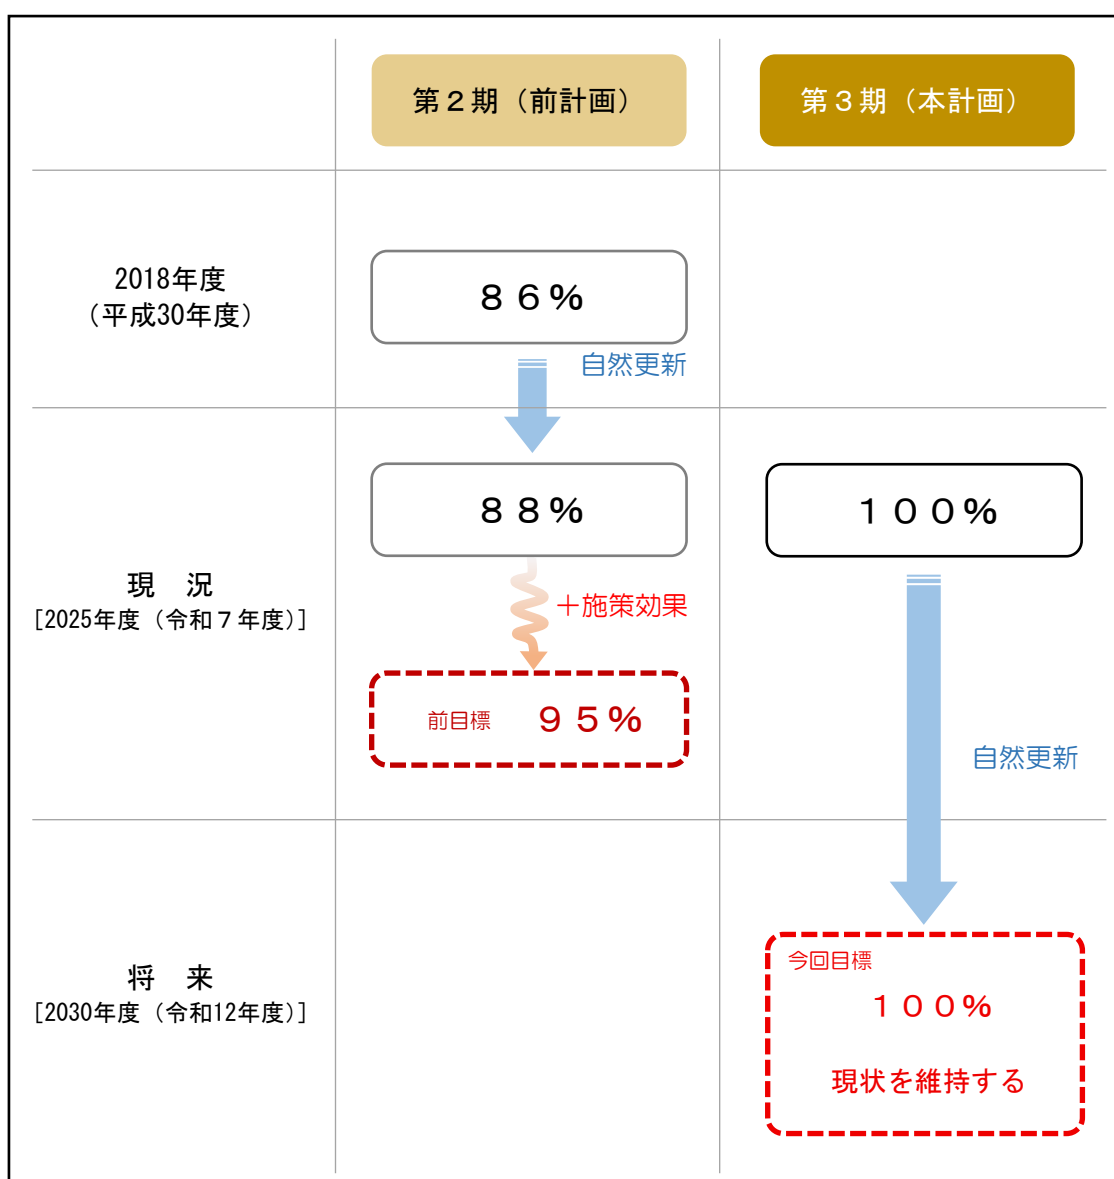 第２期（前計画）
第３期（本計画）
2018年度
（平成30年度）
８６%
自然更新
現　況
[2025年度（令和７年度)]
８８%
１００%
＋施策効果
前目標　９５%
自然更新
将　来
[2030年度（令和12年度)]
今回目標
１００%
現状を維持する